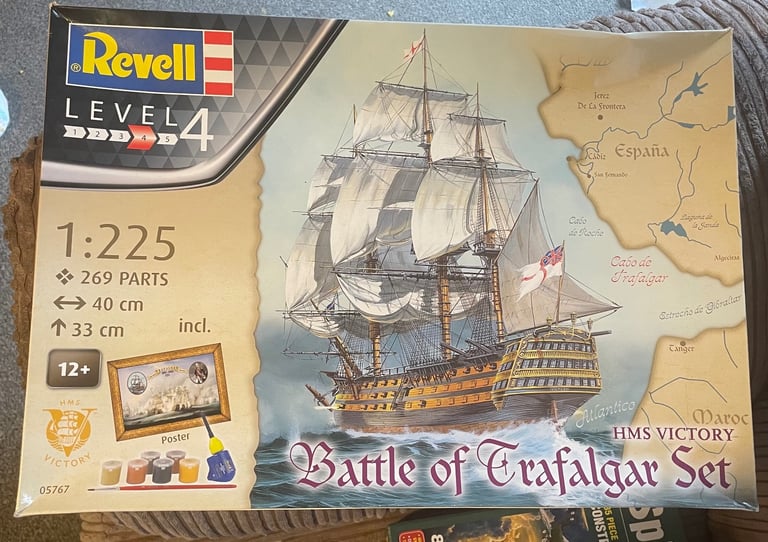 ® Revell
LEVEL 4
1 2 3 4 5
1:225
269 PARTS
40 cm
33 cm
incl.
12+
Poster
HMS
VICTORY
05767
Jerez
De La Frontera
Cádiz
España
San Fernando
Cabo
de Roche
Laguna de
la Janda
Cabo de
Trafalgar
Algeciras
Estrecho de Gibraltar
Tanger
Atlantico
Maroc
HMS VICTORY
Battle of Trafalgar Set
Sp